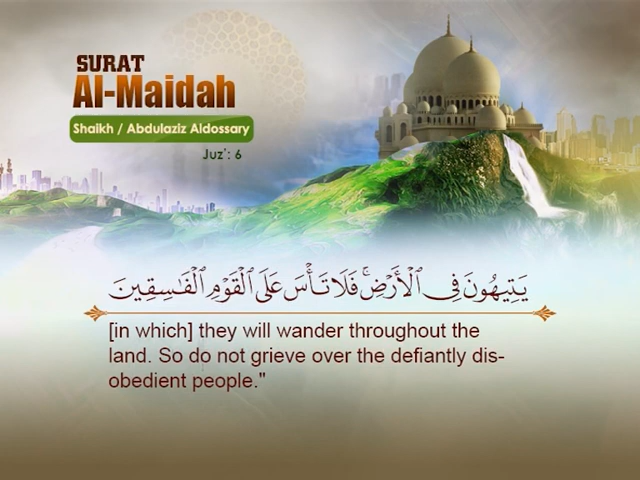 SURAT
Al-Maidah
Shaikh / Abdulaziz Aldossary
Juz': 6
يَتِيهُونَ فِى ٱلْأَرْضِ ۚ فَلَا تَأْسَ عَلَى ٱلْقَوْمِ ٱلْفَـٰسِقِينَ
[in which] they will wander throughout the
land. So do not grieve over the defiantly dis-
obedient people."